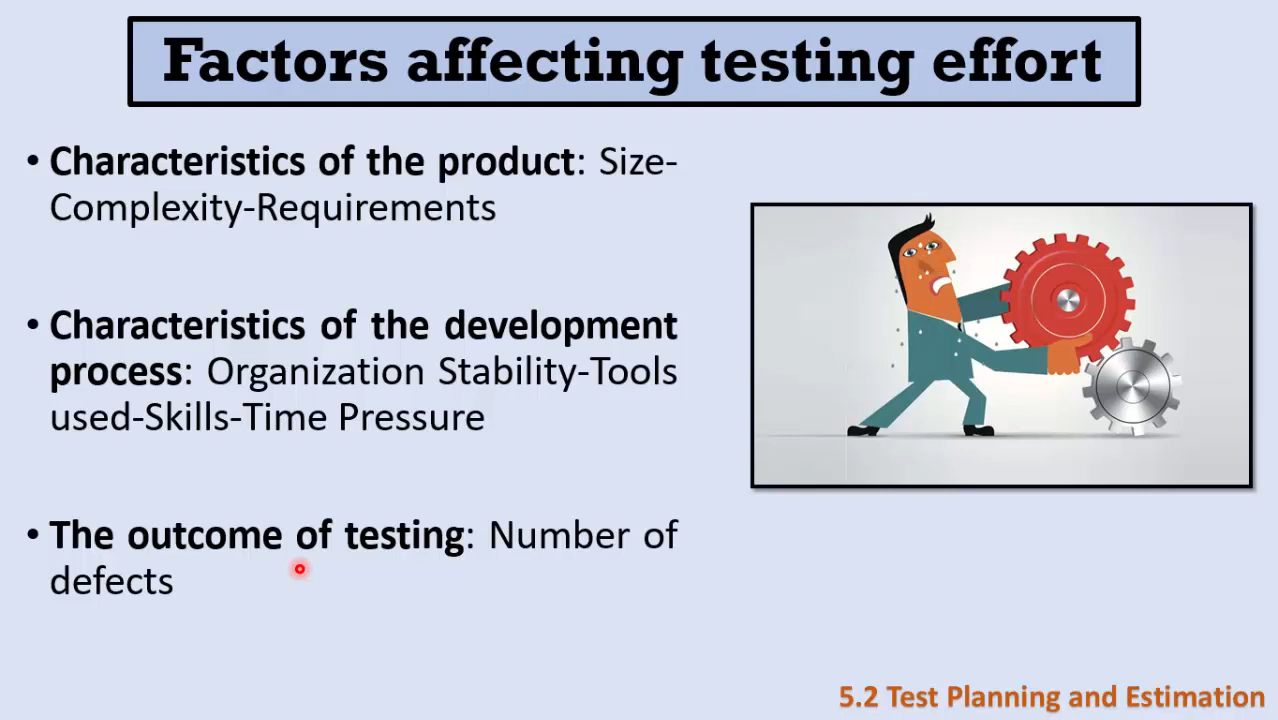 Factors affecting testing effort
• Characteristics of the product: Size-
Complexity-Requirements
• Characteristics of the development
process: Organization Stability-Tools
used-Skills-Time Pressure
• The outcome of testing: Number of
defects
5.2 Test Planning and Estimation